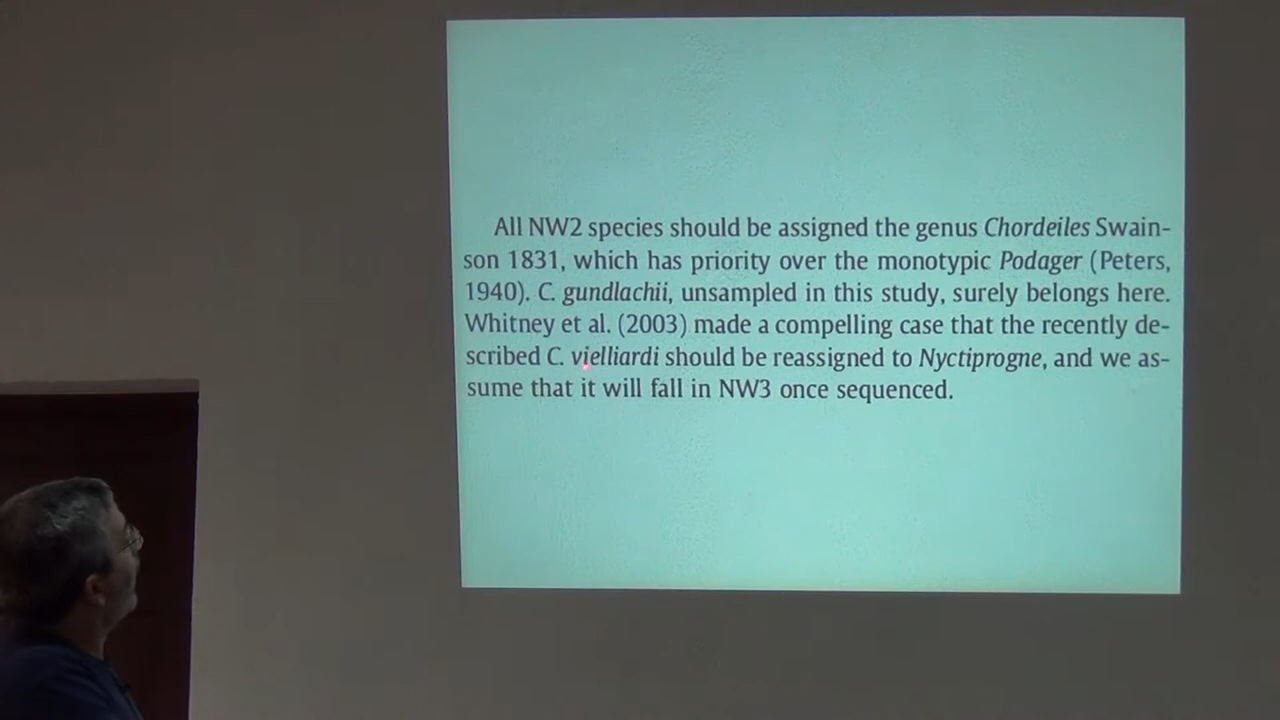 All NW2 species should be assigned the genus Chordeiles Swain-
son 1831, which has priority over the monotypic Podager (Peters,
1940). C. gundlachii, unsampled in this study, surely belongs here.
Whitney et al. (2003) made a compelling case that the recently de-
scribed C. vielliardi should be reassigned to Nyctiprogne, and we as-
sume that it will fall in NW3 once sequenced.